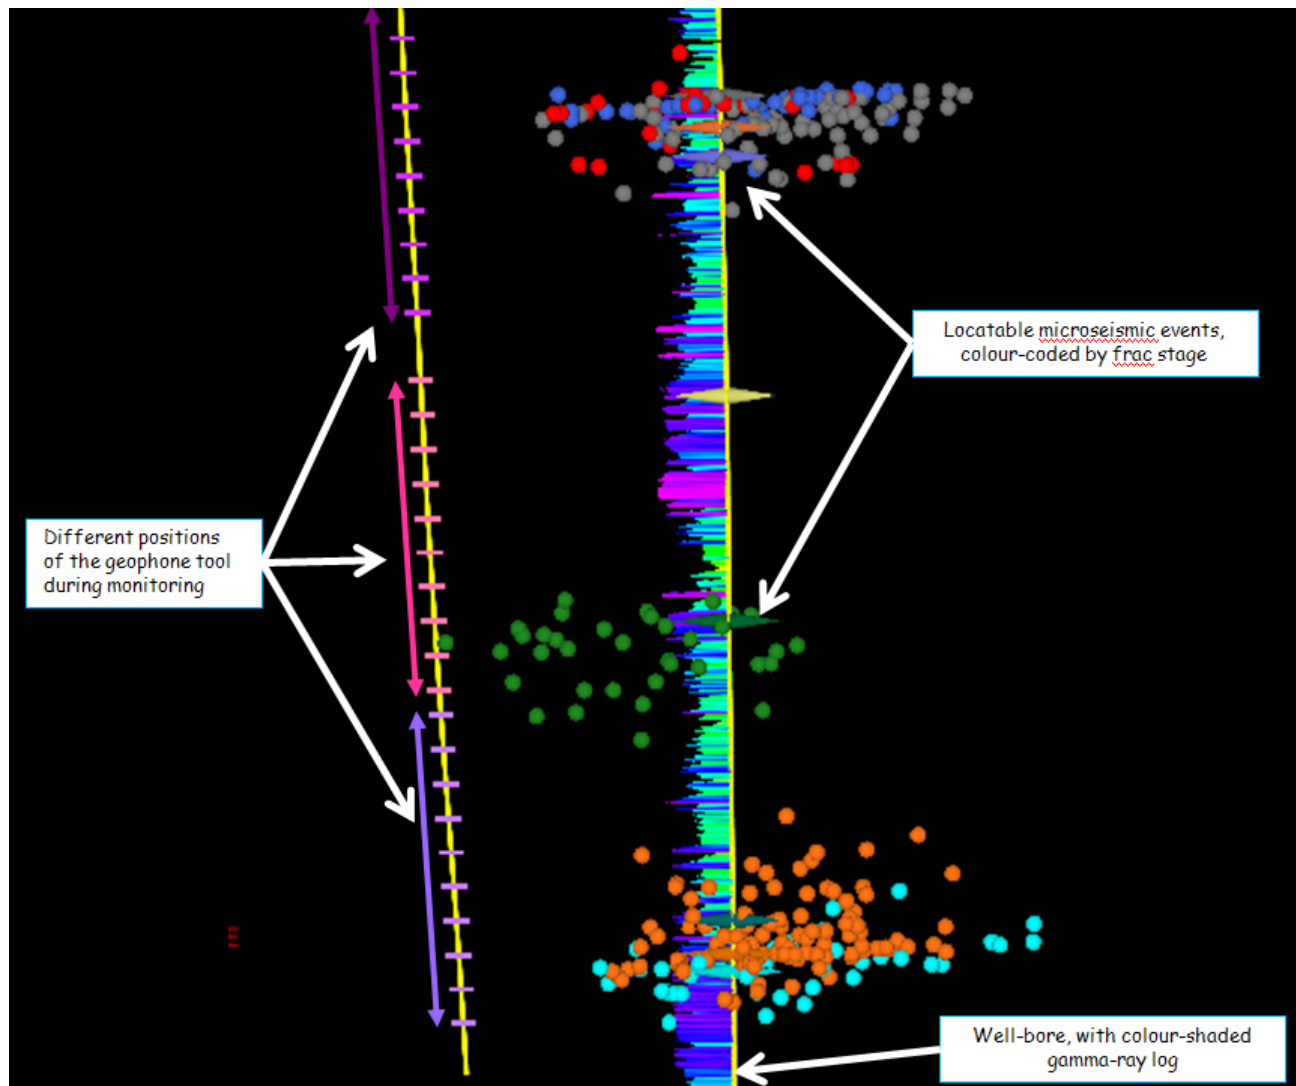 Locatable microseismic events,
colour-coded by frac stage
Different positions
of the geophone tool
during monitoring
Well-bore, with colour-shaded
gamma-ray log